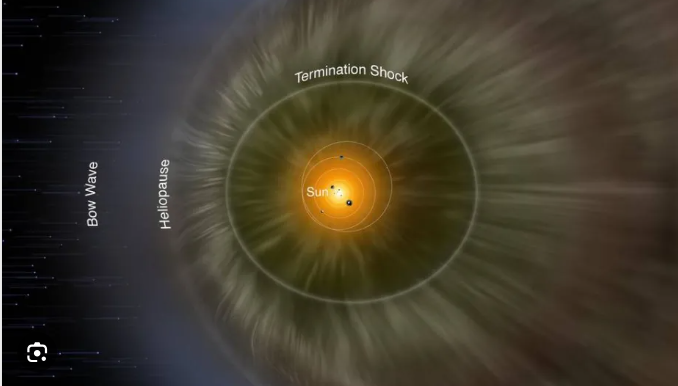 Termination Shock
Bow Wave
Heliopause
Sun